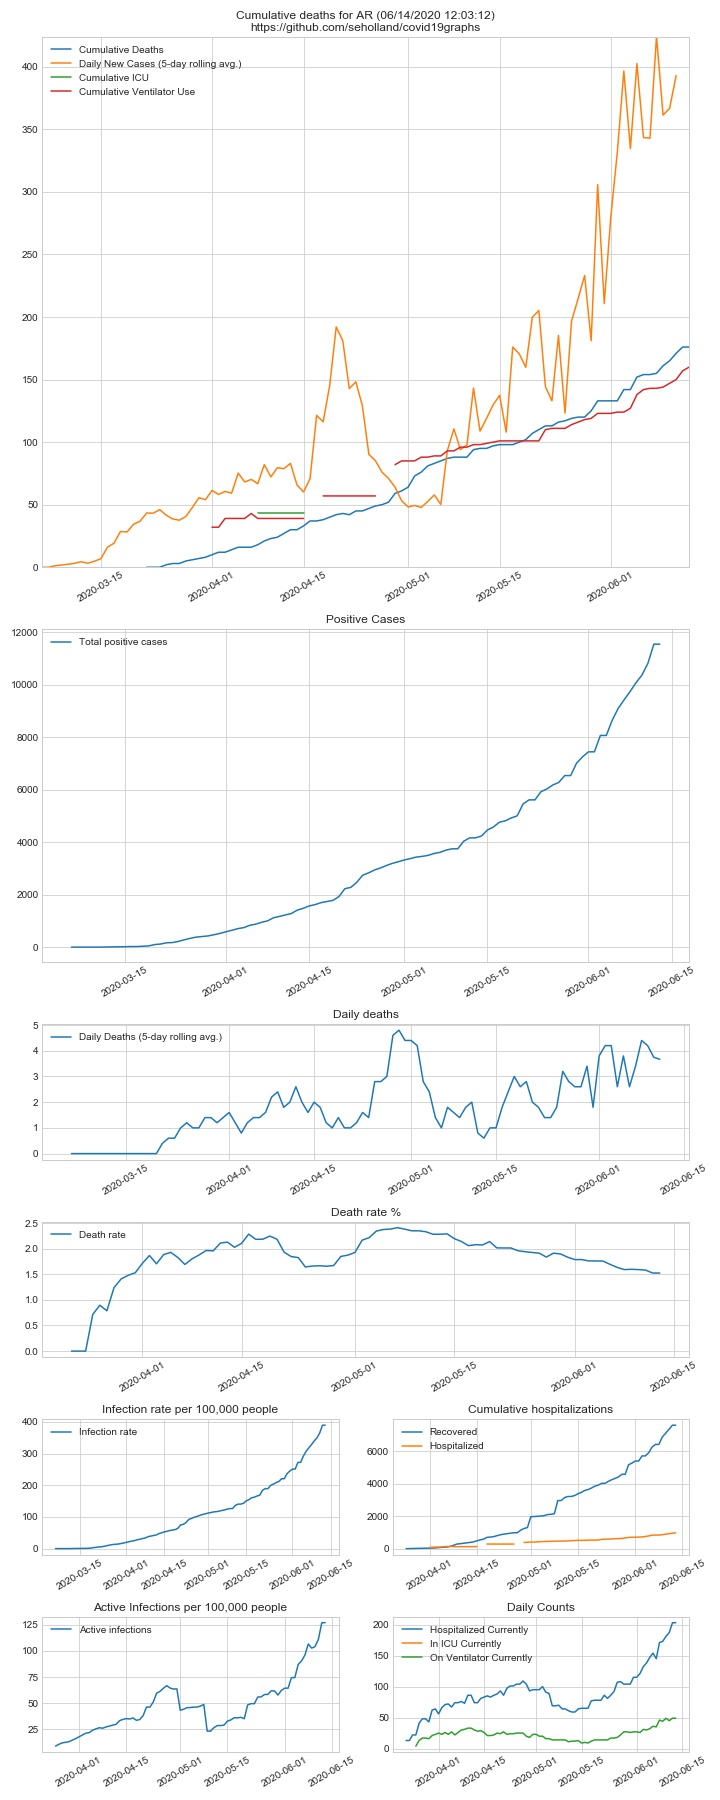 Cumulative deaths for AR (06/14/2020 12:03:12)
https://github.com/seholland/covid19graphs
Cumulative Deaths
Daily New Cases (5-day rolling avg.)
Cumulative ICU
Cumulative Ventilator Use
400
350
300
250
200
150
100
50
0
2020-03-15 2020-04-01 2020-04-15 2020-05-01 2020-05-15 2020-06-01
Positive Cases
Total positive cases
12000
10000
8000
6000
4000
2000
0
2020-03-15 2020-04-01 2020-04-15 2020-05-01 2020-05-15 2020-06-01 2020-06-15
Daily deaths
Daily Deaths (5-day rolling avg.)
5
4
3
2
1
0
2020-03-15 2020-04-01 2020-04-15 2020-05-01 2020-05-15 2020-06-01 2020-06-15
Death rate %
Death rate
2.5
2.0
1.5
1.0
0.5
0.0
2020-04-01 2020-04-15 2020-05-01 2020-05-15 2020-06-01 2020-06-15
Infection rate per 100,000 people
Infection rate
400
300
200
100
0
2020-03-15 2020-04-01 2020-04-15 2020-05-01 2020-05-15 2020-06-01 2020-06-15
Cumulative hospitalizations
Recovered
Hospitalized
6000
4000
2000
0
2020-04-01 2020-04-15 2020-05-01 2020-05-15 2020-06-01 2020-06-15
Active Infections per 100,000 people
Active infections
125
100
75
50
25
2020-04-01 2020-04-15 2020-05-01 2020-05-15 2020-06-01 2020-06-15
Daily Counts
Hospitalized Currently
In ICU Currently
On Ventilator Currently
200
150
100
50
0
2020-04-01 2020-04-15 2020-05-01 2020-05-15 2020-06-01 2020-06-15